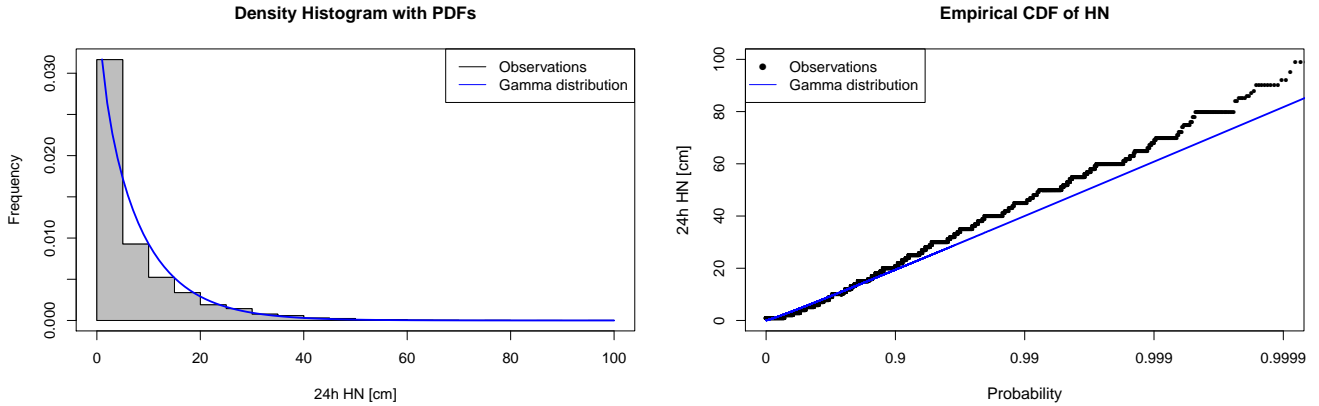 Density Histogram with PDFs
Observations
Gamma distribution
Frequency
0.000
0.010
0.020
0.030
0 20 40 60 80 100
24h HN [cm]
Empirical CDF of HN
Observations
Gamma distribution
24h HN [cm]
0
20
40
60
80
100
0 0.9 0.99 0.999 0.9999
Probability